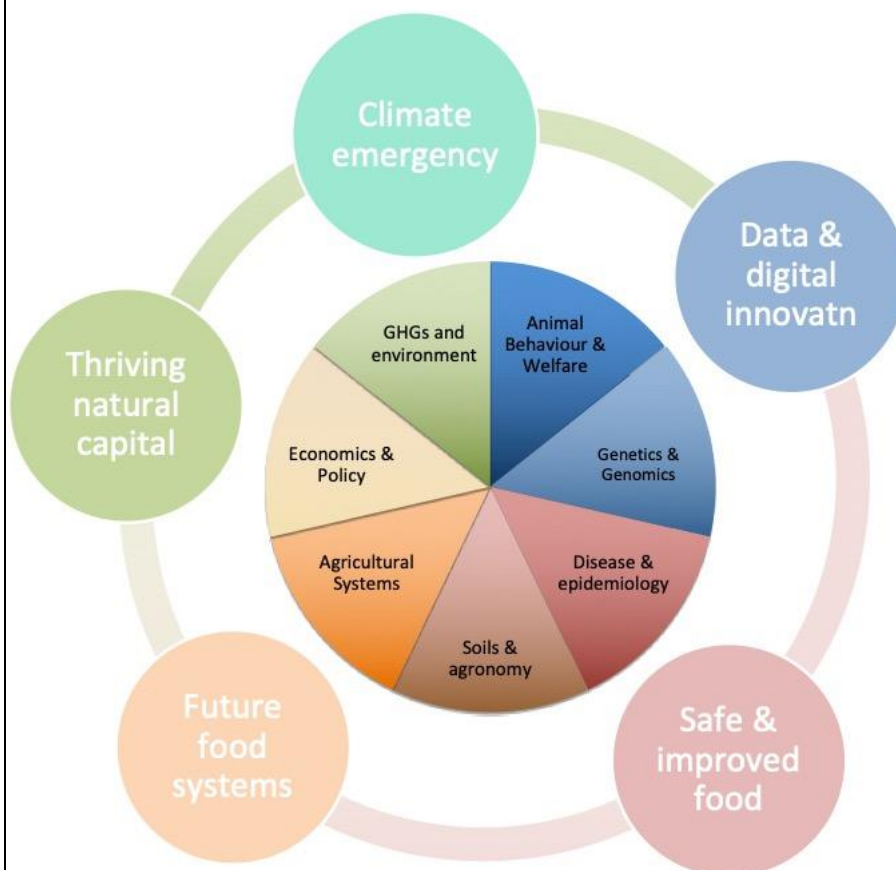 Climate
emergency
Data &
digital
innovatn
Safe &
improved
food
Future
food
systems
Thriving
natural
capital
GHGs and
environment
Animal
Behaviour &
Welfare
Genetics &
Genomics
Disease &
epidemiology
Soils &
agronomy
Agricultural
Systems
Economics &
Policy